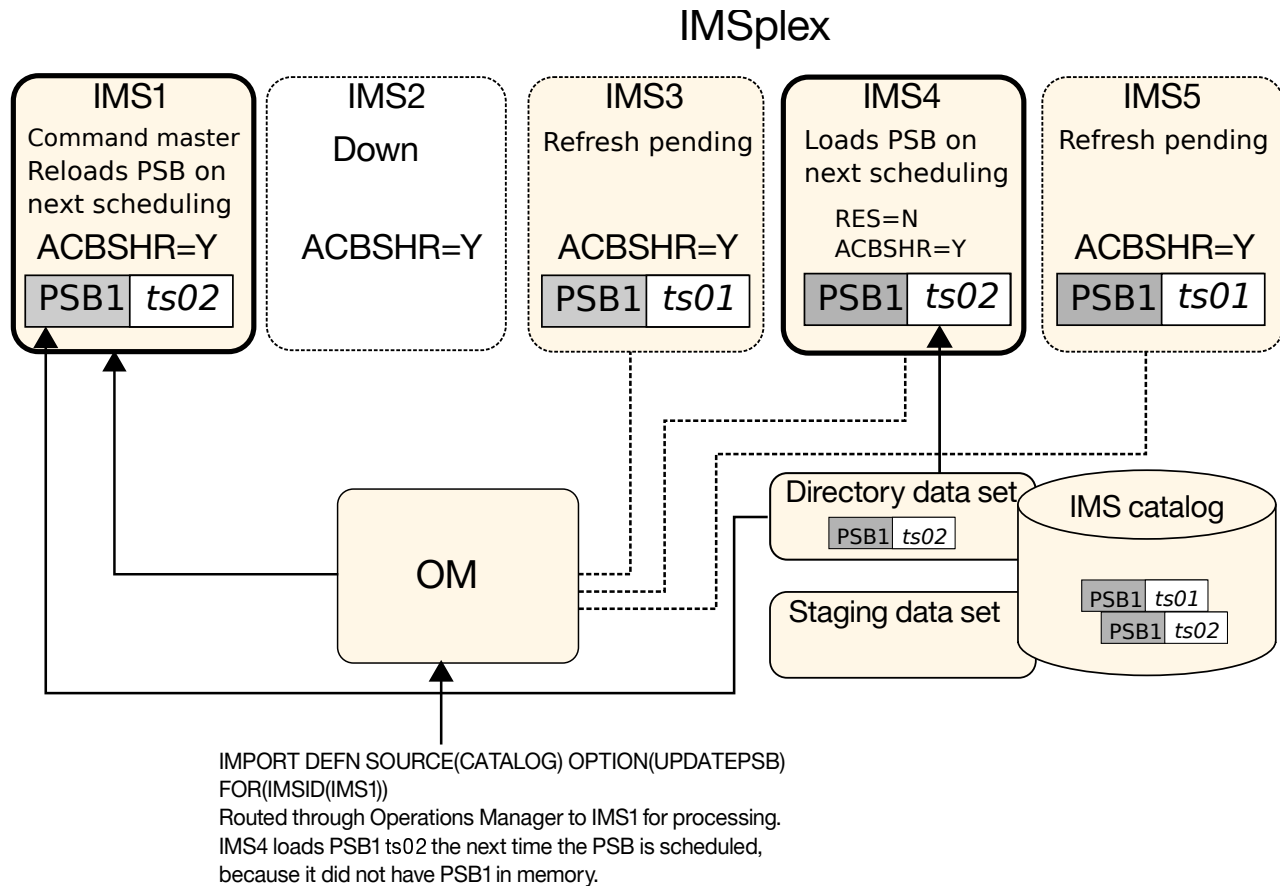 IMSplex
IMS1
Command master
Reloads PSB on
next scheduling
ACBSHR=Y
PSB1 ts02
IMS2
Down
ACBSHR=Y
IMS3
Refresh pending
ACBSHR=Y
PSB1 ts01
IMS4
Loads PSB on
next scheduling
RES=N
ACBSHR=Y
PSB1 ts02
IMS5
Refresh pending
ACBSHR=Y
PSB1 ts01
OM
Directory data set
PSB1 ts02
Staging data set
IMS catalog
PSB1 ts01
PSB1 ts02
IMPORT DEFN SOURCE(CATALOG) OPTION(UPDATEPSB)
FOR(IMSID(IMS1))
Routed through Operations Manager to IMS1 for processing.
IMS4 loads PSB1 ts02 the next time the PSB is scheduled,
because it did not have PSB1 in memory.